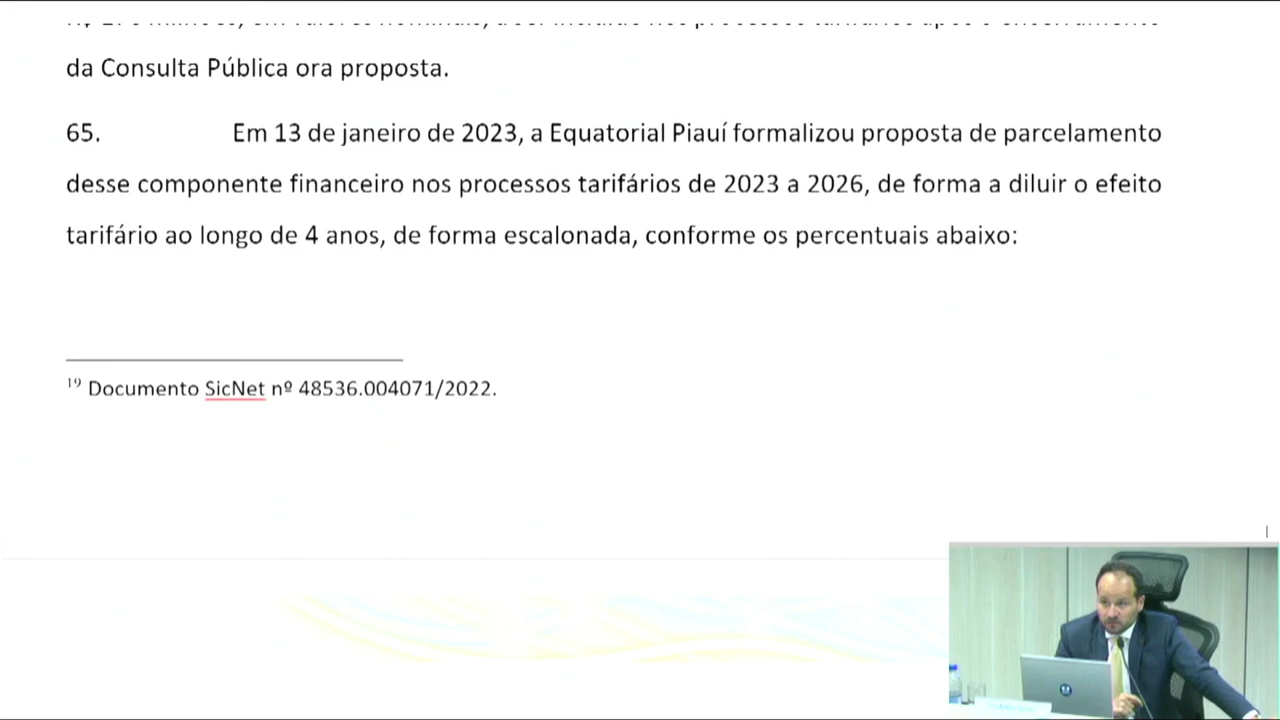 da Consulta Pública ora proposta.
65. Em 13 de janeiro de 2023, a Equatorial Piauí formalizou proposta de parcelamento
desse componente financeiro nos processos tarifários de 2023 a 2026, de forma a diluir o efeito
tarifário ao longo de 4 anos, de forma escalonada, conforme os percentuais abaixo:
19 Documento SicNet nº 48536.004071/2022.